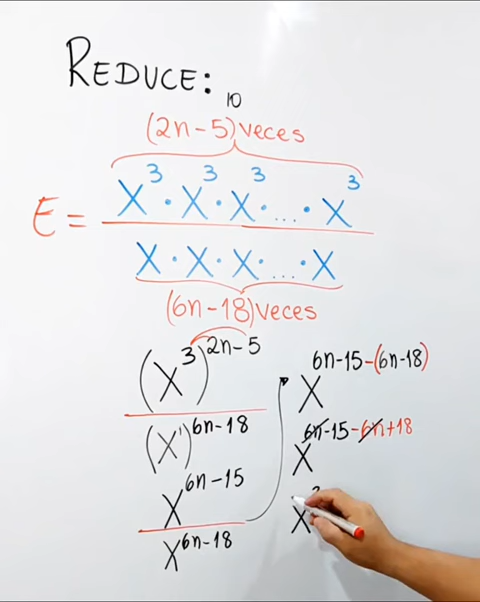 REDUCE:
10
(2n-5)veces
E = X³·X³·X³·...·X³
X·X·X·...·X
(6n-18)veces
(X³)²ⁿ⁻⁵
(X¹)⁶ⁿ⁻¹⁸
X⁶ⁿ⁻¹⁵
X⁶ⁿ⁻¹⁸
X⁶ⁿ⁻¹⁵⁻⁽⁶ⁿ⁻¹⁸⁾
X⁶ⁿ⁻¹⁵⁻⁶ⁿ⁺¹⁸
X